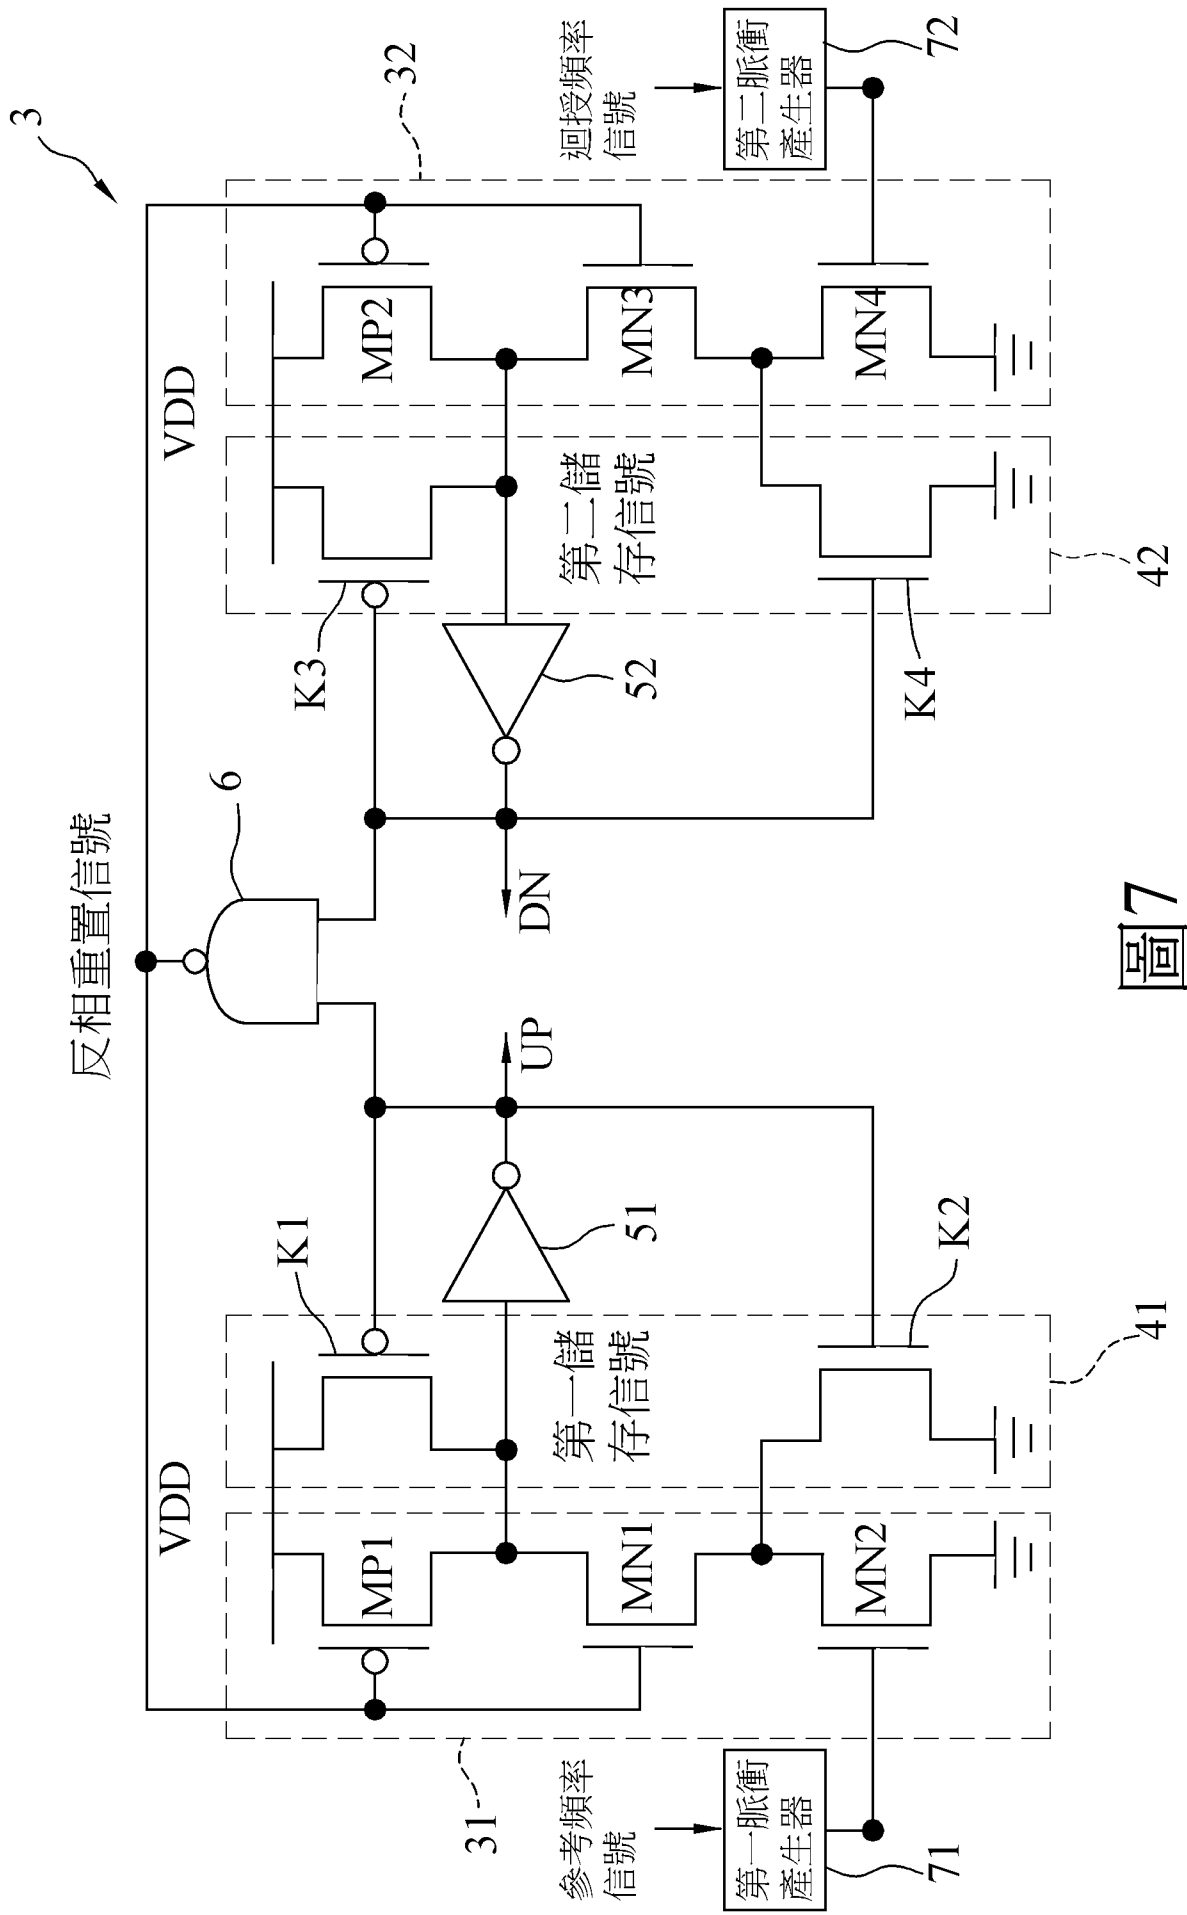 3
反相重置信號
6
VDD
VDD
31
32
MP1
K1
K3
MP2
第一儲
存信號
51
UP
DN
52
第二儲
存信號
MN1
MN3
參考頻率
信號
迴授頻率
信號
第一脈衝
產生器
71
MN2
K2
K4
MN4
第二脈衝
產生器
72
41
42
圖7